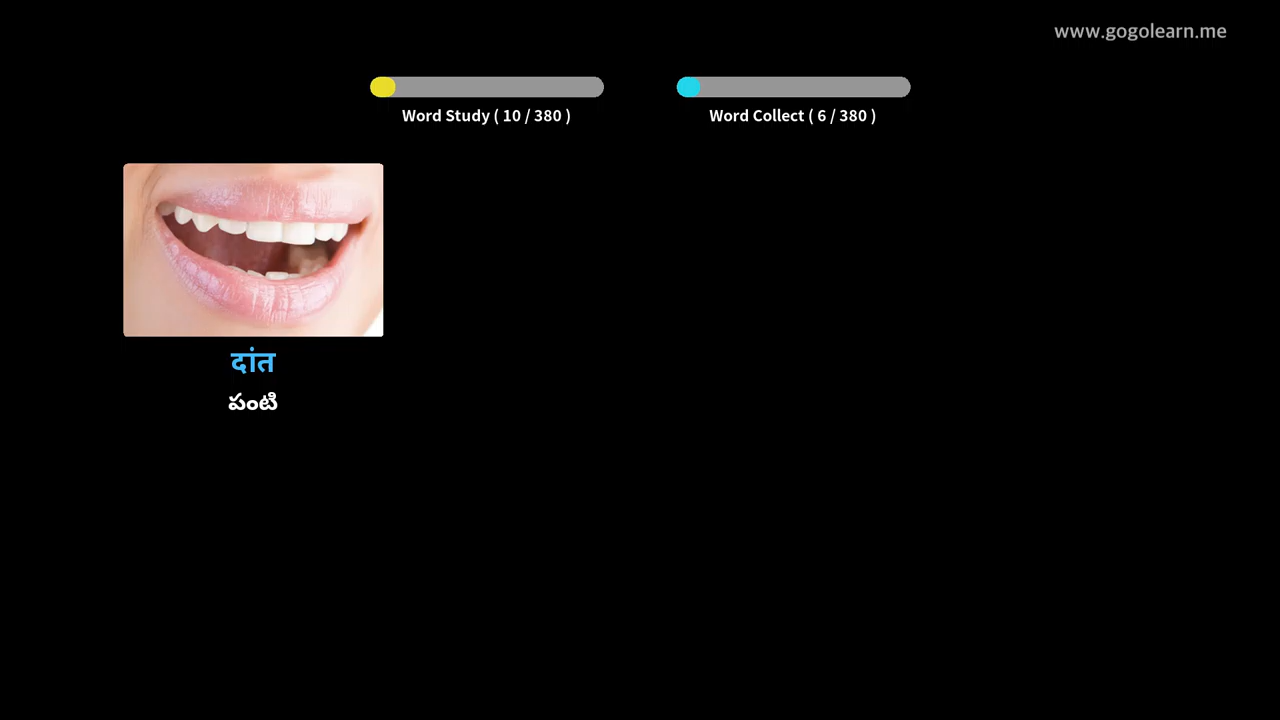 www.gogolearn.me
Word Study ( 10 / 380 )
Word Collect ( 6 / 380 )
दांत
పంటి